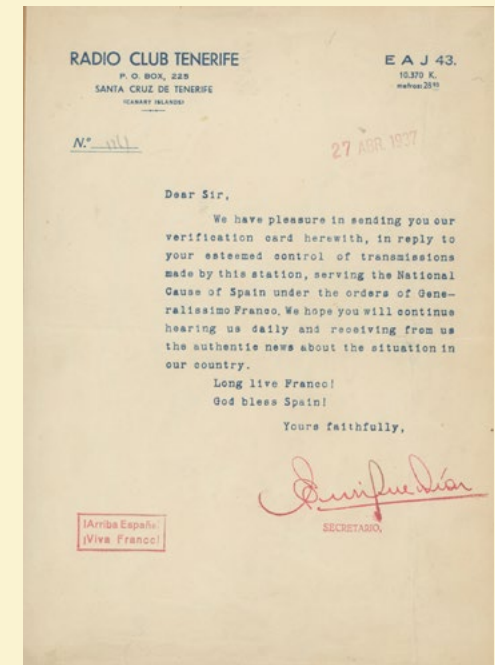 RADIO CLUB TENERIFE
P. O. BOX, 225
SANTA CRUZ DE TENERIFE
(CANARY ISLANDS)
E A J 43.
10.370 K.
metros: 28'93
N.º
27 ABR. 1937
Dear Sir,
We have pleasure in sending you our
verification card herewith, in reply to
your esteemed control of transmissions
made by this station, serving the National
Cause of Spain under the orders of Gene-
ralissimo Franco. We hope you will continue
hearing us daily and receiving from us
the authentic news about the situation in
our country.
Long live Franco!
God bless Spain!
Yours faithfully,
Enrique Díaz
SECRETARIO.
¡Arriba España!
¡Viva Franco!